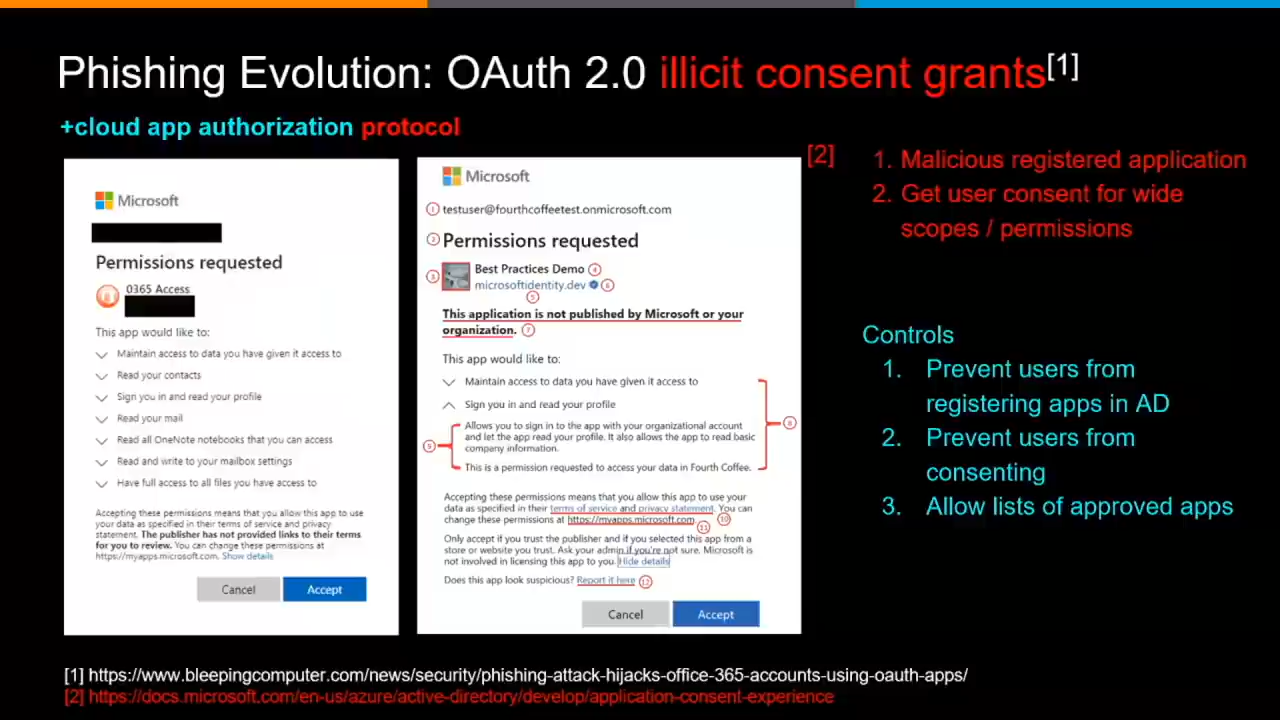 Phishing Evolution: OAuth 2.0 illicit consent grants[1]
+cloud app authorization protocol
Microsoft
Permissions requested
0365 Access
This app would like to:
Maintain access to data you have given it access to
Read your contacts
Sign you in and read your profile
Read your mail
Read all OneNote notebooks that you can access
Read and write to your mailbox settings
Have full access to all files you have access to
Accepting these permissions means that you allow this app to use
your data as specified in their terms of service and privacy
statement. The publisher has not provided links to their terms
for you to review. You can change these permissions at
https://myapps.microsoft.com. Show details
Cancel
Accept
Microsoft
1 testuser@fourthcoffeetest.onmicrosoft.com
2 Permissions requested
3 Best Practices Demo 4
microsoftidentity.dev 6
5
This application is not published by Microsoft or your
organization. 7
This app would like to:
Maintain access to data you have given it access to
Sign you in and read your profile
Allows you to sign in to the app with your organizational account
and let the app read your profile. It also allows the app to read basic
company information.
This is a permission requested to access your data in Fourth Coffee.
8
9
Accepting these permissions means that you allow this app to use your
data as specified in their terms of service and privacy statement. You can
change these permissions at https://myapps.microsoft.com. 10
11
Only accept if you trust the publisher and if you selected this app from a
store or website you trust. Ask your admin if you're not sure. Microsoft is
not involved in licensing this app to you. Hide details
Does this app look suspicious? Report it here 12
Cancel
Accept
[2]
1. Malicious registered application
2. Get user consent for wide
scopes / permissions
Controls
1. Prevent users from
registering apps in AD
2. Prevent users from
consenting
3. Allow lists of approved apps
[1] https://www.bleepingcomputer.com/news/security/phishing-attack-hijacks-office-365-accounts-using-oauth-apps/
[2] https://docs.microsoft.com/en-us/azure/active-directory/develop/application-consent-experience